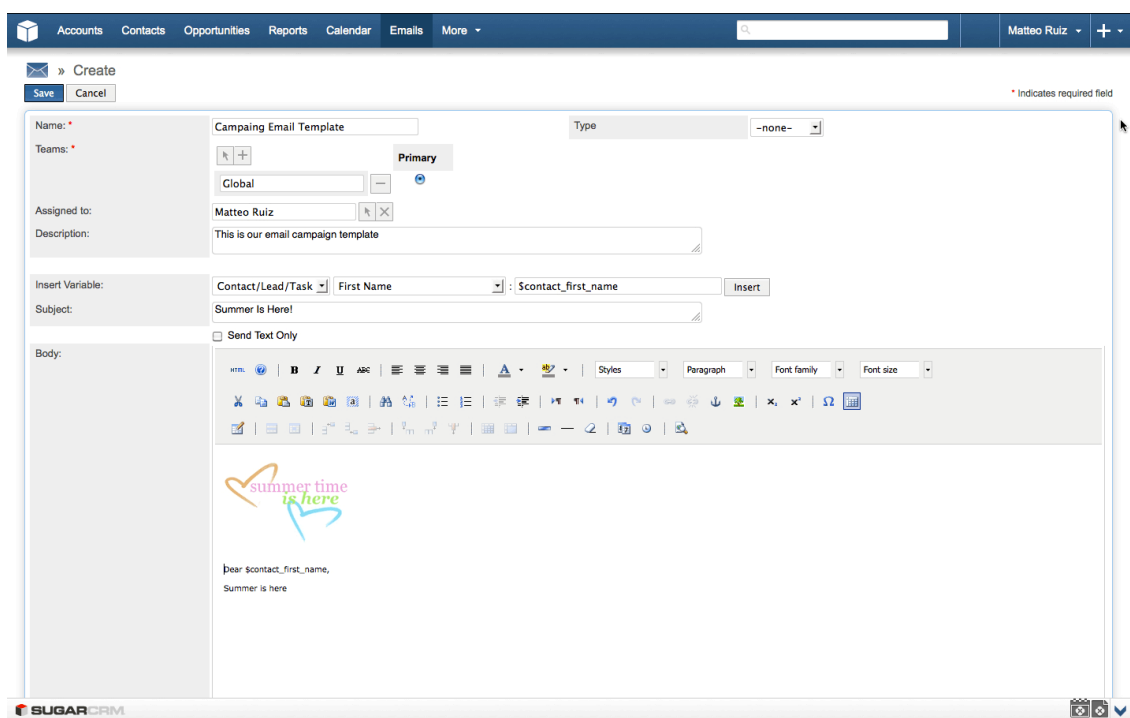 Accounts Contacts Opportunities Reports Calendar Emails More Matteo Ruiz
» Create
Save Cancel * Indicates required field
Name: * Campaing Email Template Type -none-
Teams: *
Primary
Global
Assigned to: Matteo Ruiz
Description: This is our email campaign template
Insert Variable: Contact/Lead/Task First Name : $contact_first_name Insert
Subject: Summer Is Here!
Send Text Only
Body:
HTML B I U ABC A ab Styles Paragraph Font family Font size
summer time
is here
Dear $contact_first_name,
Summer is here
SUGARCRM